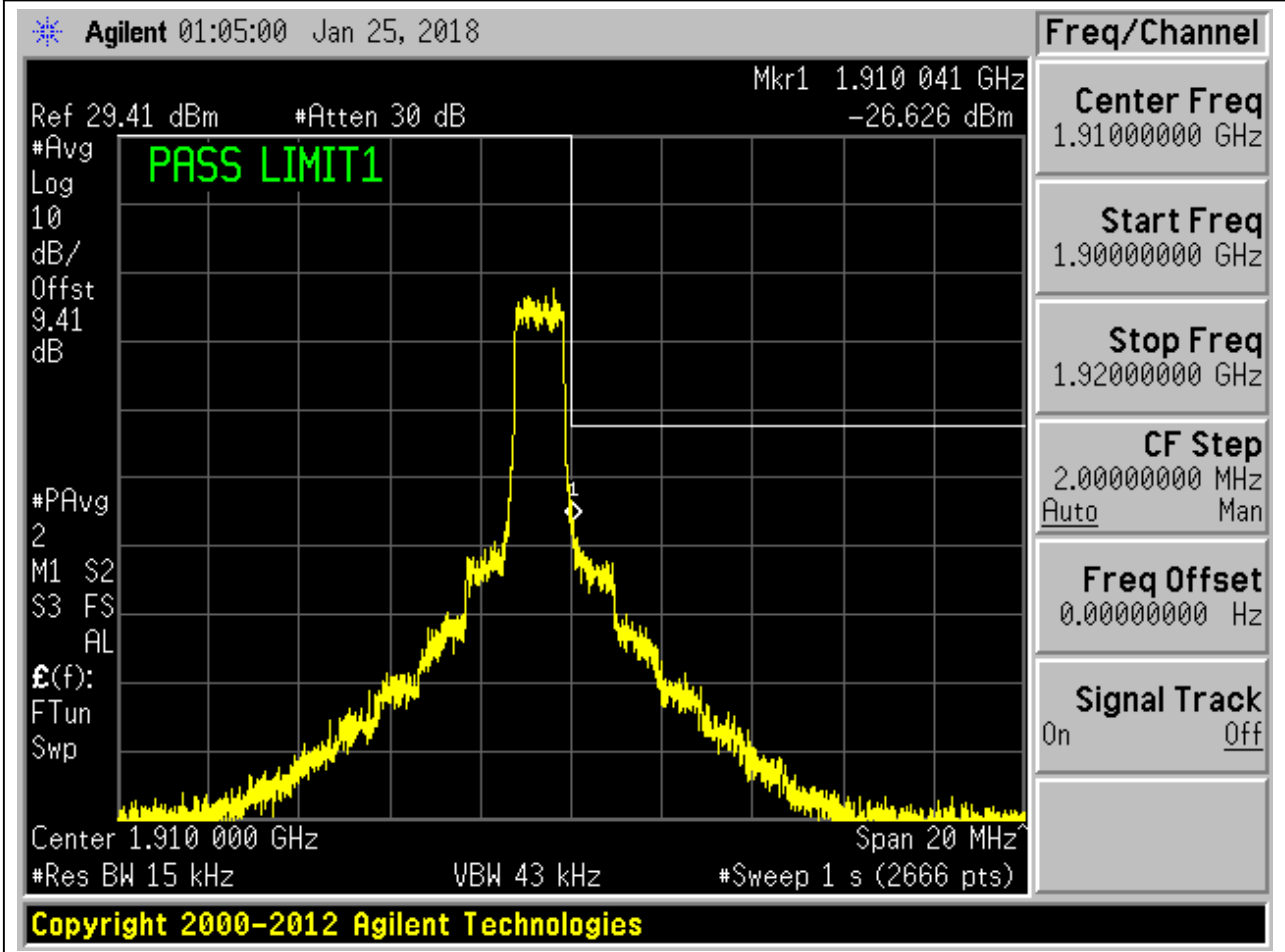 Agilent 01:05:00 Jan 25, 2018
Mkr1 1.910 041 GHz
Ref 29.41 dBm #Atten 30 dB -26.626 dBm
#Avg
Log
10
dB/
Offst
9.41
dB
PASS LIMIT1
1
#PAvg
2
M1 S2
S3 FS
AL
£(f):
FTun
Swp
Center 1.910 000 GHz Span 20 MHz^
#Res BW 15 kHz VBW 43 kHz #Sweep 1 s (2666 pts)
Copyright 2000-2012 Agilent Technologies
Freq/Channel
Center Freq
1.91000000 GHz
Start Freq
1.90000000 GHz
Stop Freq
1.92000000 GHz
CF Step
2.00000000 MHz
Auto Man
Freq Offset
0.00000000 Hz
Signal Track
On Off